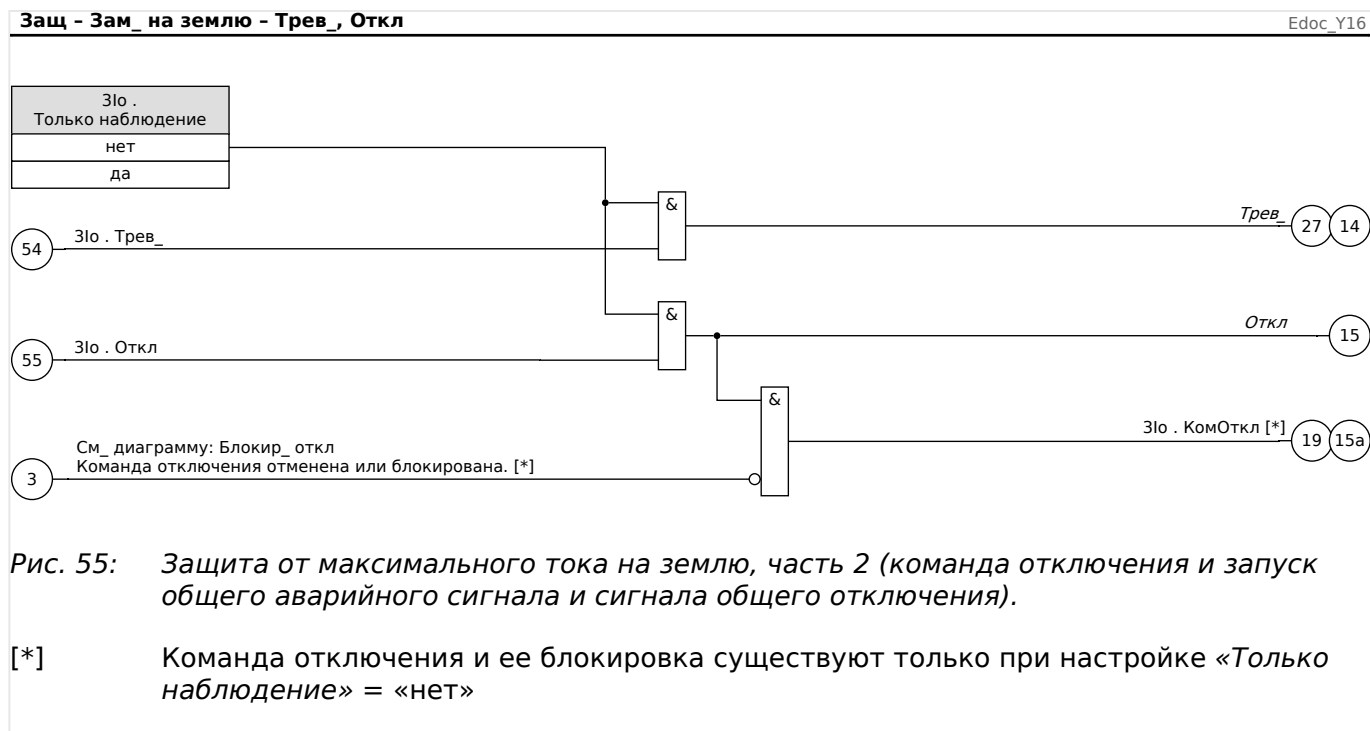 Защ – Зам_ на землю – Трев_, Откл
Edoc_Y16
3Io .
Только наблюдение
нет
да
&
Трев_
27
14
54
3Io . Трев_
&
Откл
15
55
3Io . Откл
&
3Io . КомОткл [*]
19
15a
См_ диаграмму: Блокир_ откл
Команда отключения отменена или блокирована. [*]
3
Рис. 55: Защита от максимального тока на землю, часть 2 (команда отключения и запуск
общего аварийного сигнала и сигнала общего отключения).
[*] Команда отключения и ее блокировка существуют только при настройке «Только
наблюдение» = «нет»